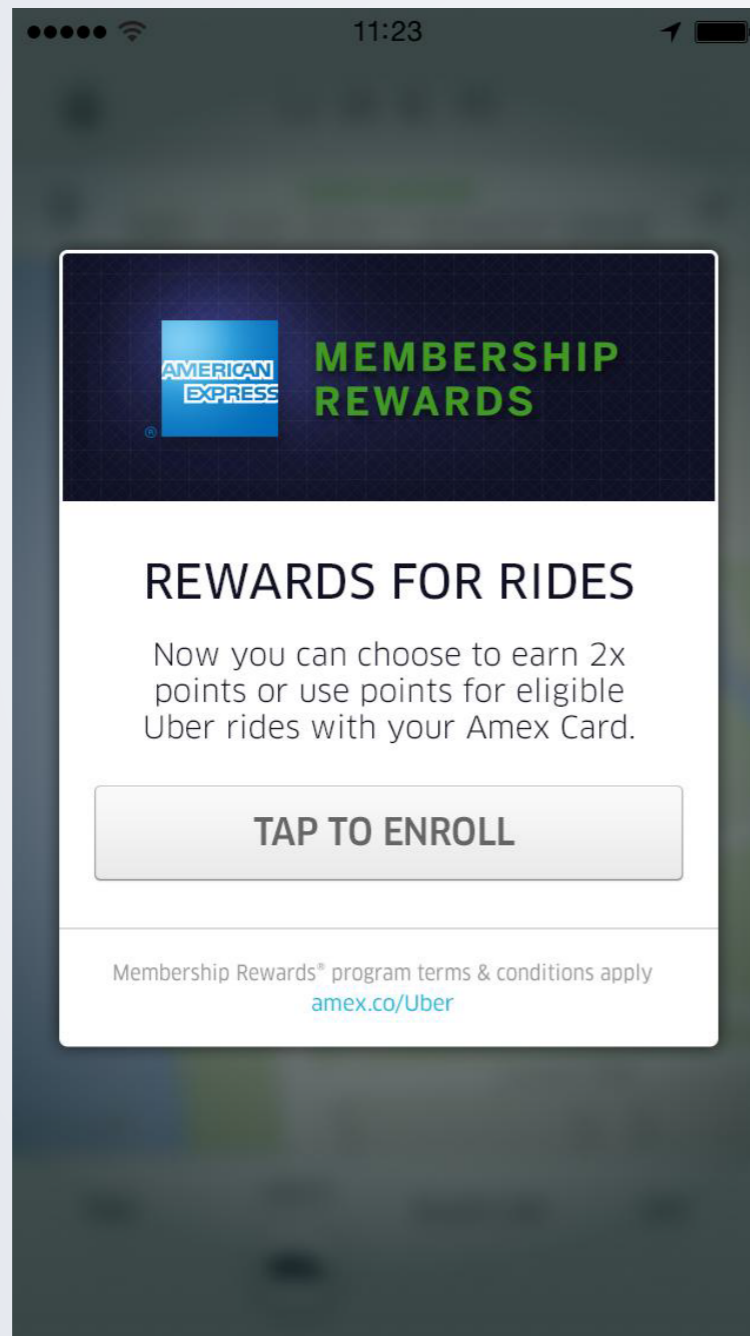 11:23
AMERICAN
EXPRESS
®
MEMBERSHIP
REWARDS
REWARDS FOR RIDES
Now you can choose to earn 2x
points or use points for eligible
Uber rides with your Amex Card.
TAP TO ENROLL
Membership Rewards® program terms & conditions apply
amex.co/Uber